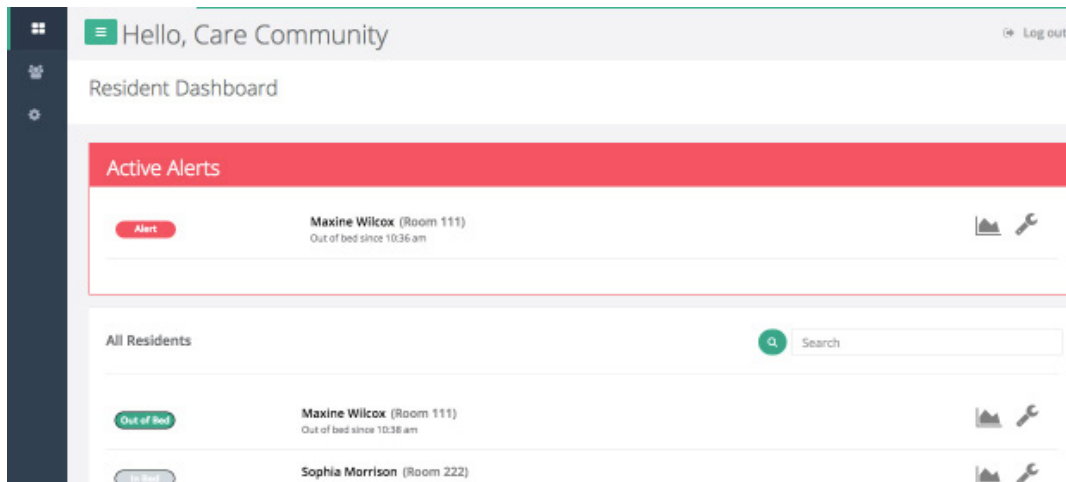 Hello, Care Community
Log out
Resident Dashboard
Active Alerts
Alert
Maxine Wilcox (Room 111)
Out of bed since 10:36 am
All Residents
Search
Out of Bed
Maxine Wilcox (Room 111)
Out of bed since 10:38 am
In Bed
Sophia Morrison (Room 222)